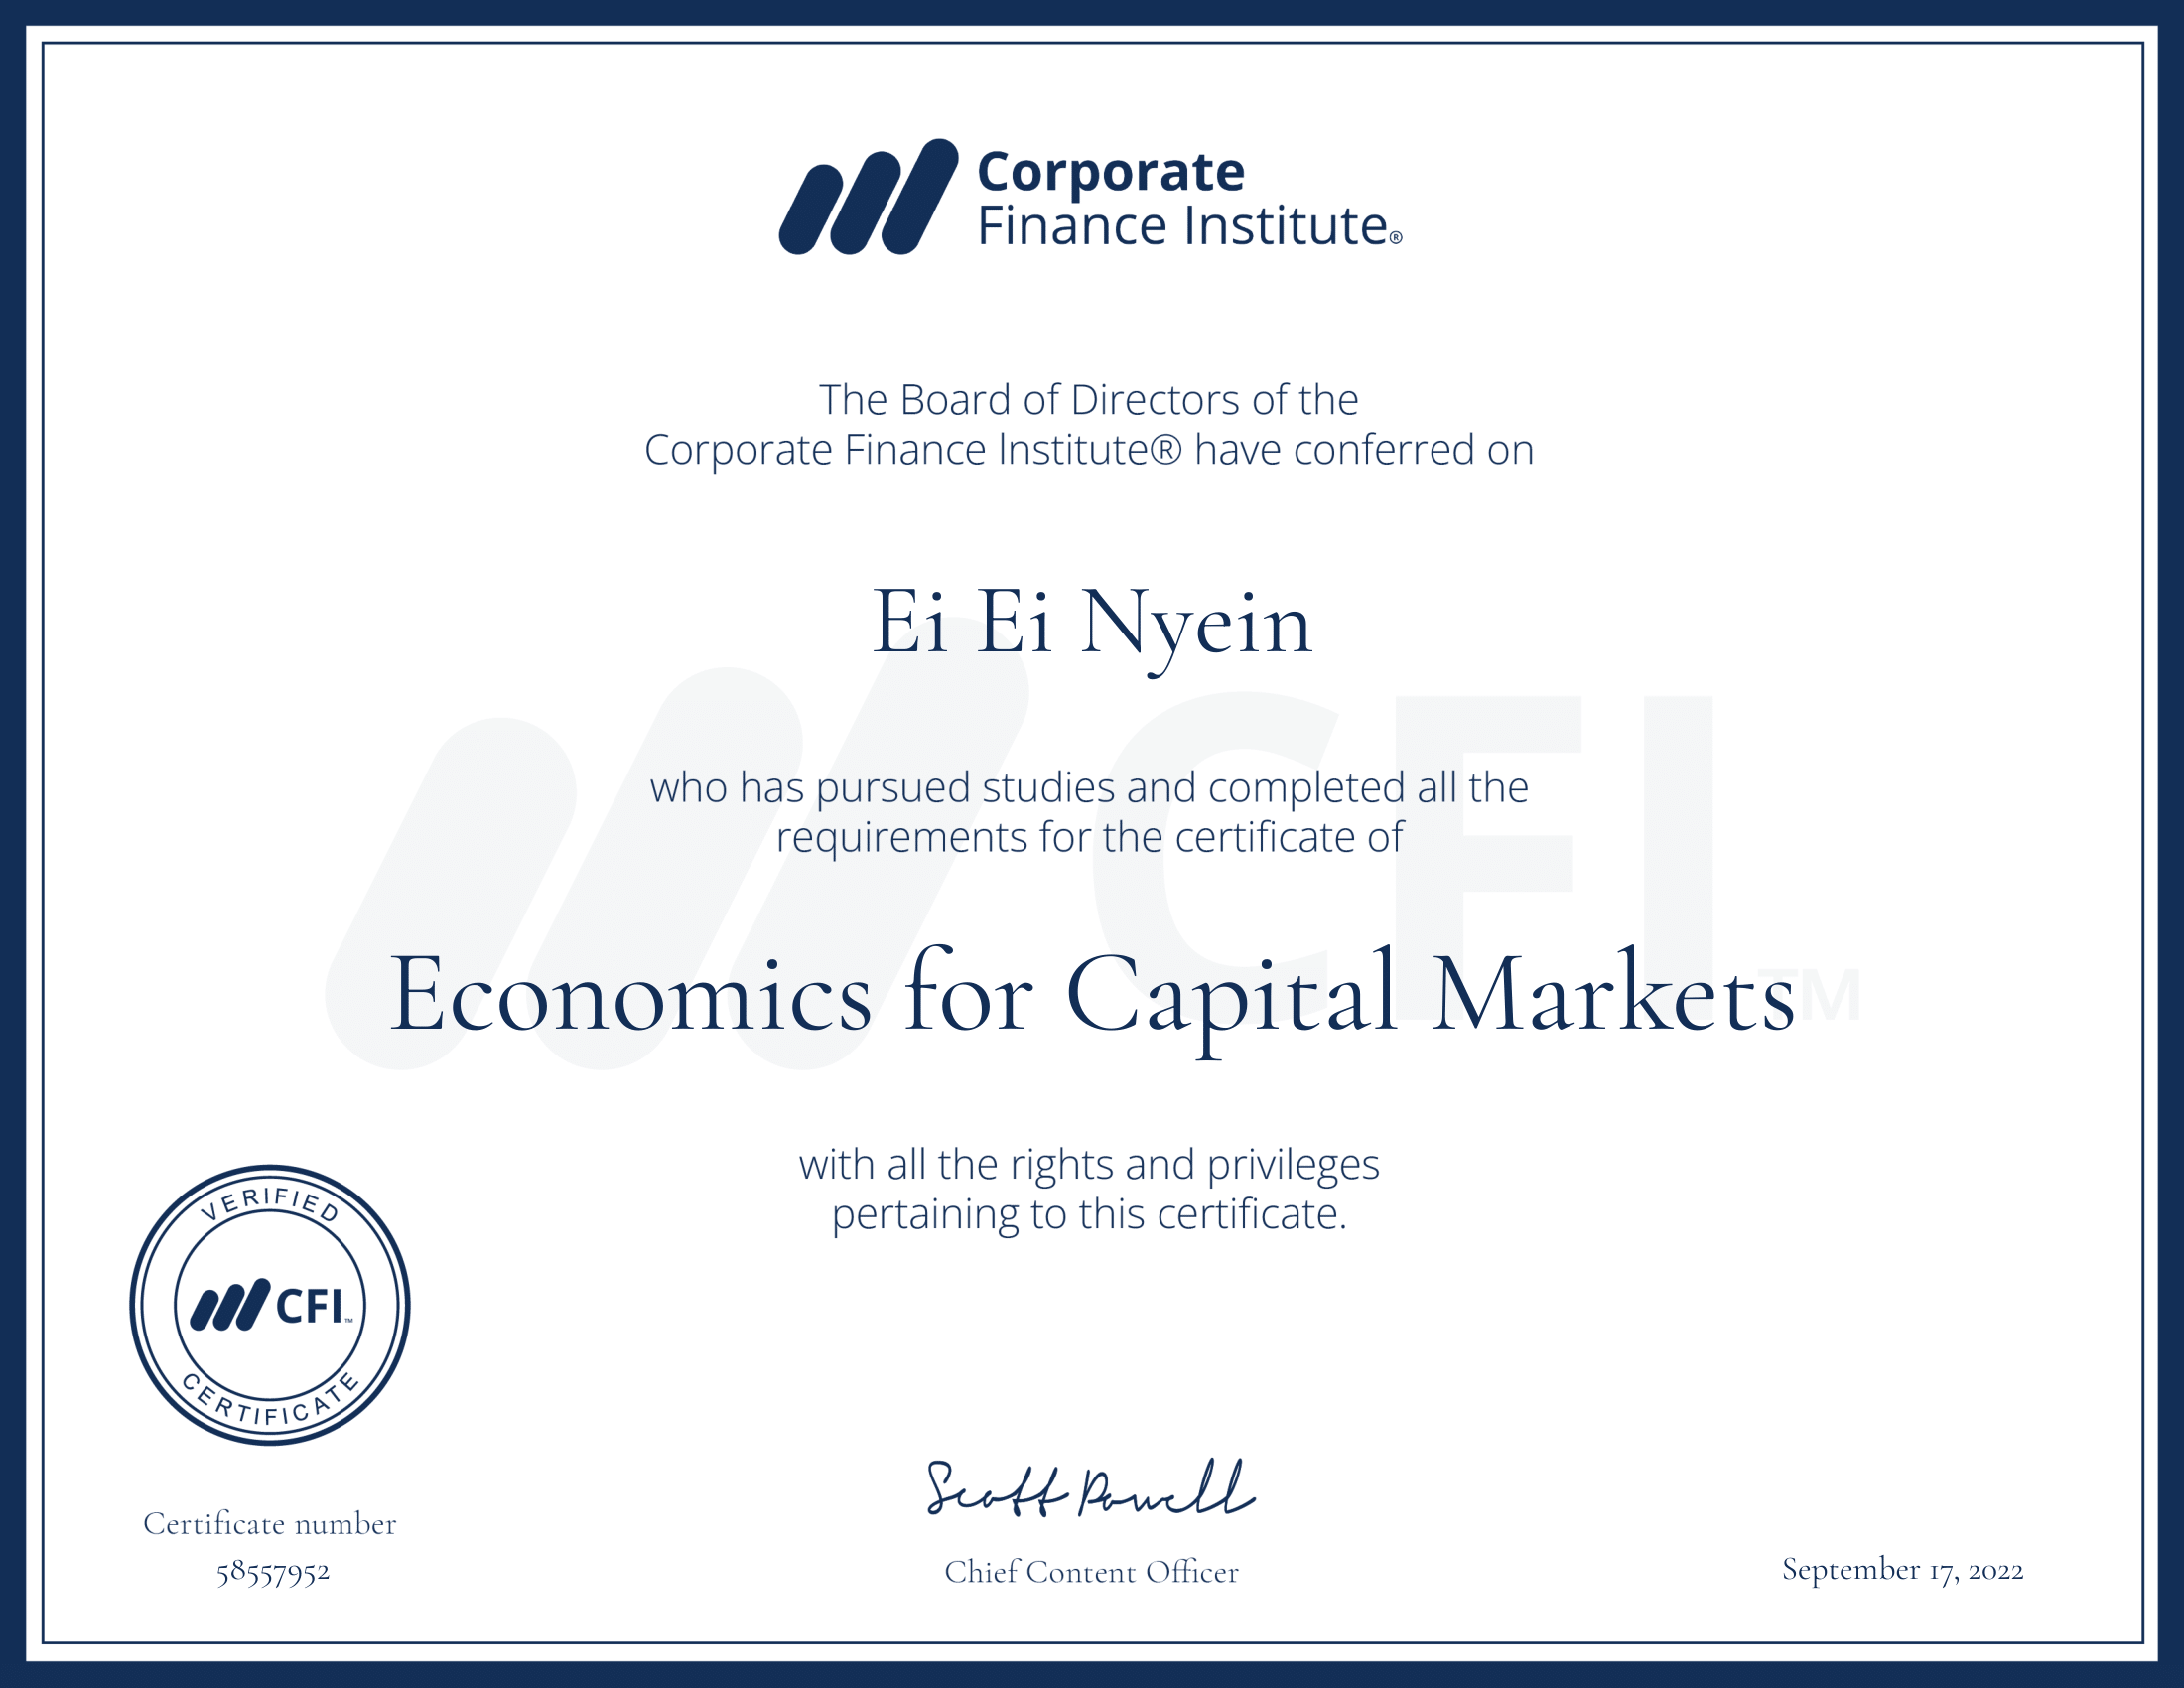 Corporate
Finance Institute®
The Board of Directors of the
Corporate Finance Institute® have conferred on
Ei Ei Nyein
CFI™
who has pursued studies and completed all the
requirements for the certificate of
Economics for Capital Markets
with all the rights and privileges
pertaining to this certificate.
VERIFIED
CFI™
CERTIFICATE
Scott Powell
Certificate number
58557952
Chief Content Officer
September 17, 2022